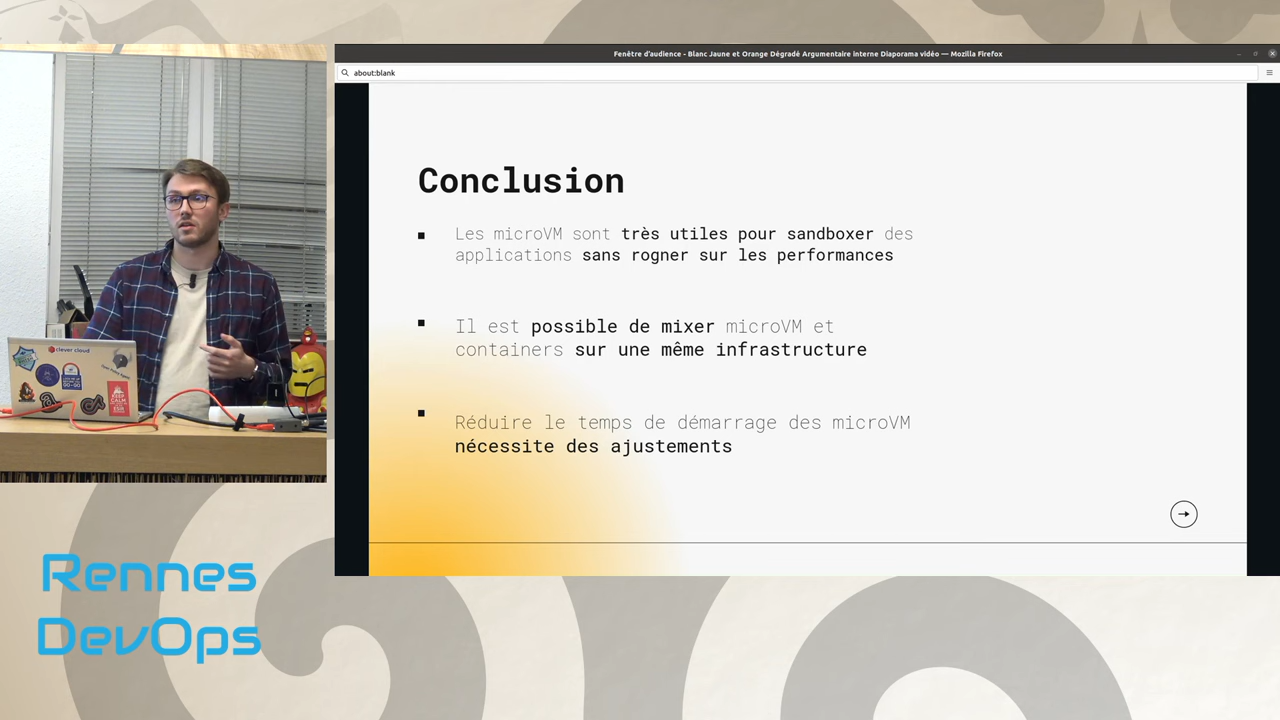 Fenêtre d'audience - Blanc Jaune et Orange Dégradé Argumentaire interne Diaporama vidéo — Mozilla Firefox
about:blank
Conclusion
Les microVM sont très utiles pour sandboxer des
applications sans rogner sur les performances
Il est possible de mixer microVM et
containers sur une même infrastructure
Réduire le temps de démarrage des microVM
nécessite des ajustements
clever cloud
KEEP
CALM
Rennes
DevOps